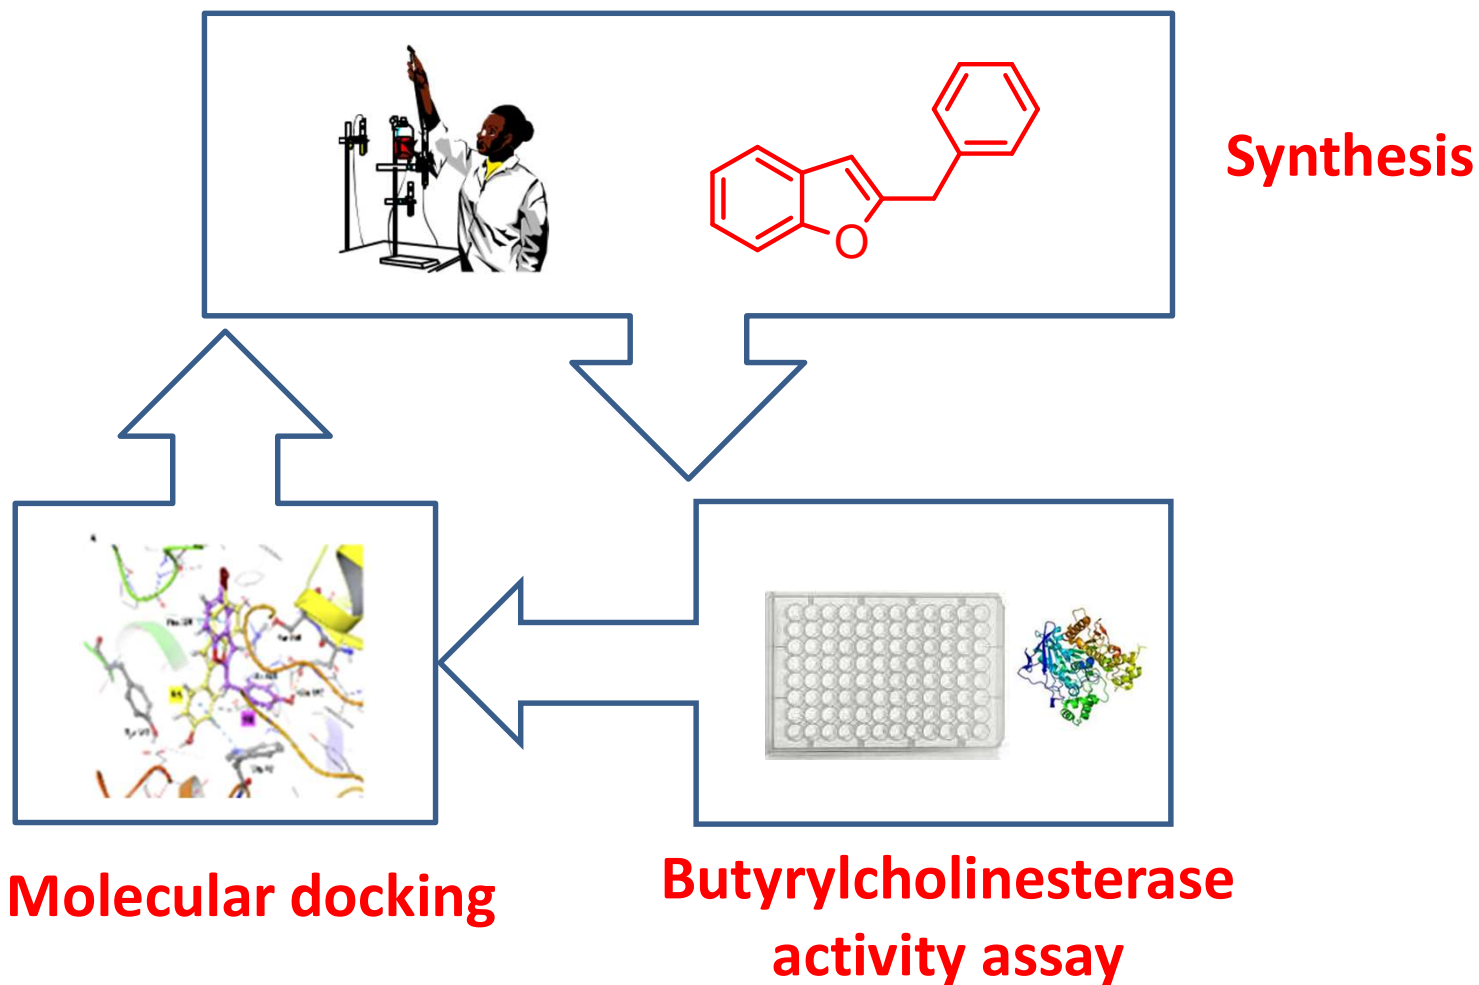 Synthesis
O
Molecular docking
Butyrylcholinesterase
activity assay